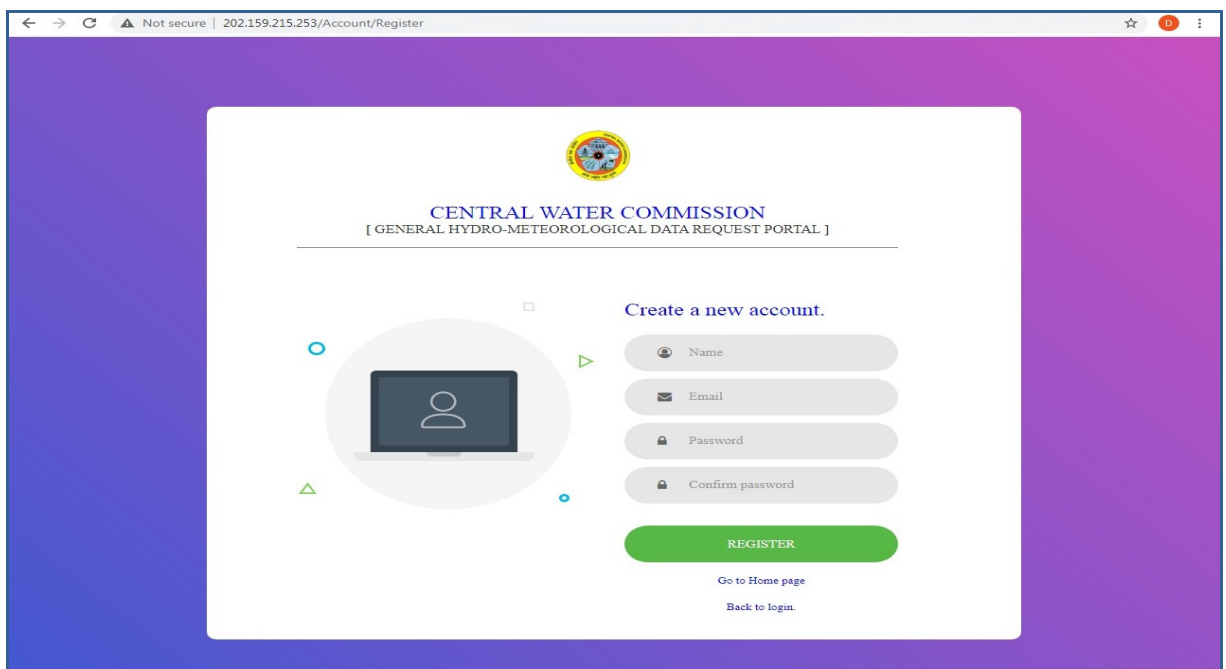 Not secure | 202.159.215.253/Account/Register
D
CENTRAL WATER COMMISSION
[ GENERAL HYDRO-METEOROLOGICAL DATA REQUEST PORTAL ]
Create a new account.
Name
Email
Password
Confirm password
REGISTER
Go to Home page
Back to login.